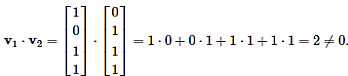 v₁ · v₂ = [1 0 1 1] · [0 1 1 1] = 1 · 0 + 0 · 1 + 1 · 1 + 1 · 1 = 2 ≠ 0.